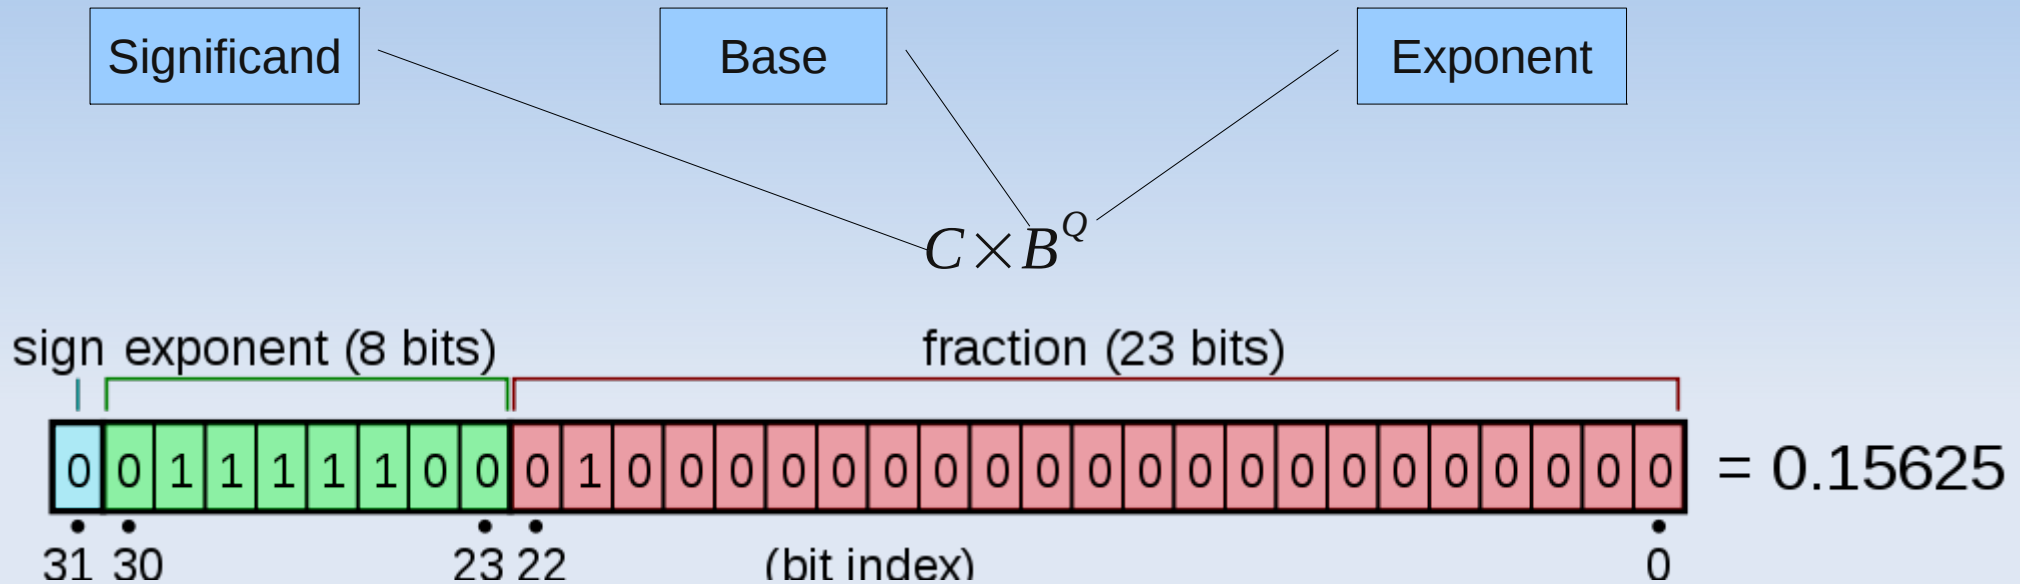 Significand Base Exponent
C×B^Q
sign exponent (8 bits) fraction (23 bits)
0 0 1 1 1 1 1 0 0 0 1 0 0 0 0 0 0 0 0 0 0 0 0 0 0 0 0 0 0 0 0 0 = 0.15625
31 30 23 22 (bit index) 0